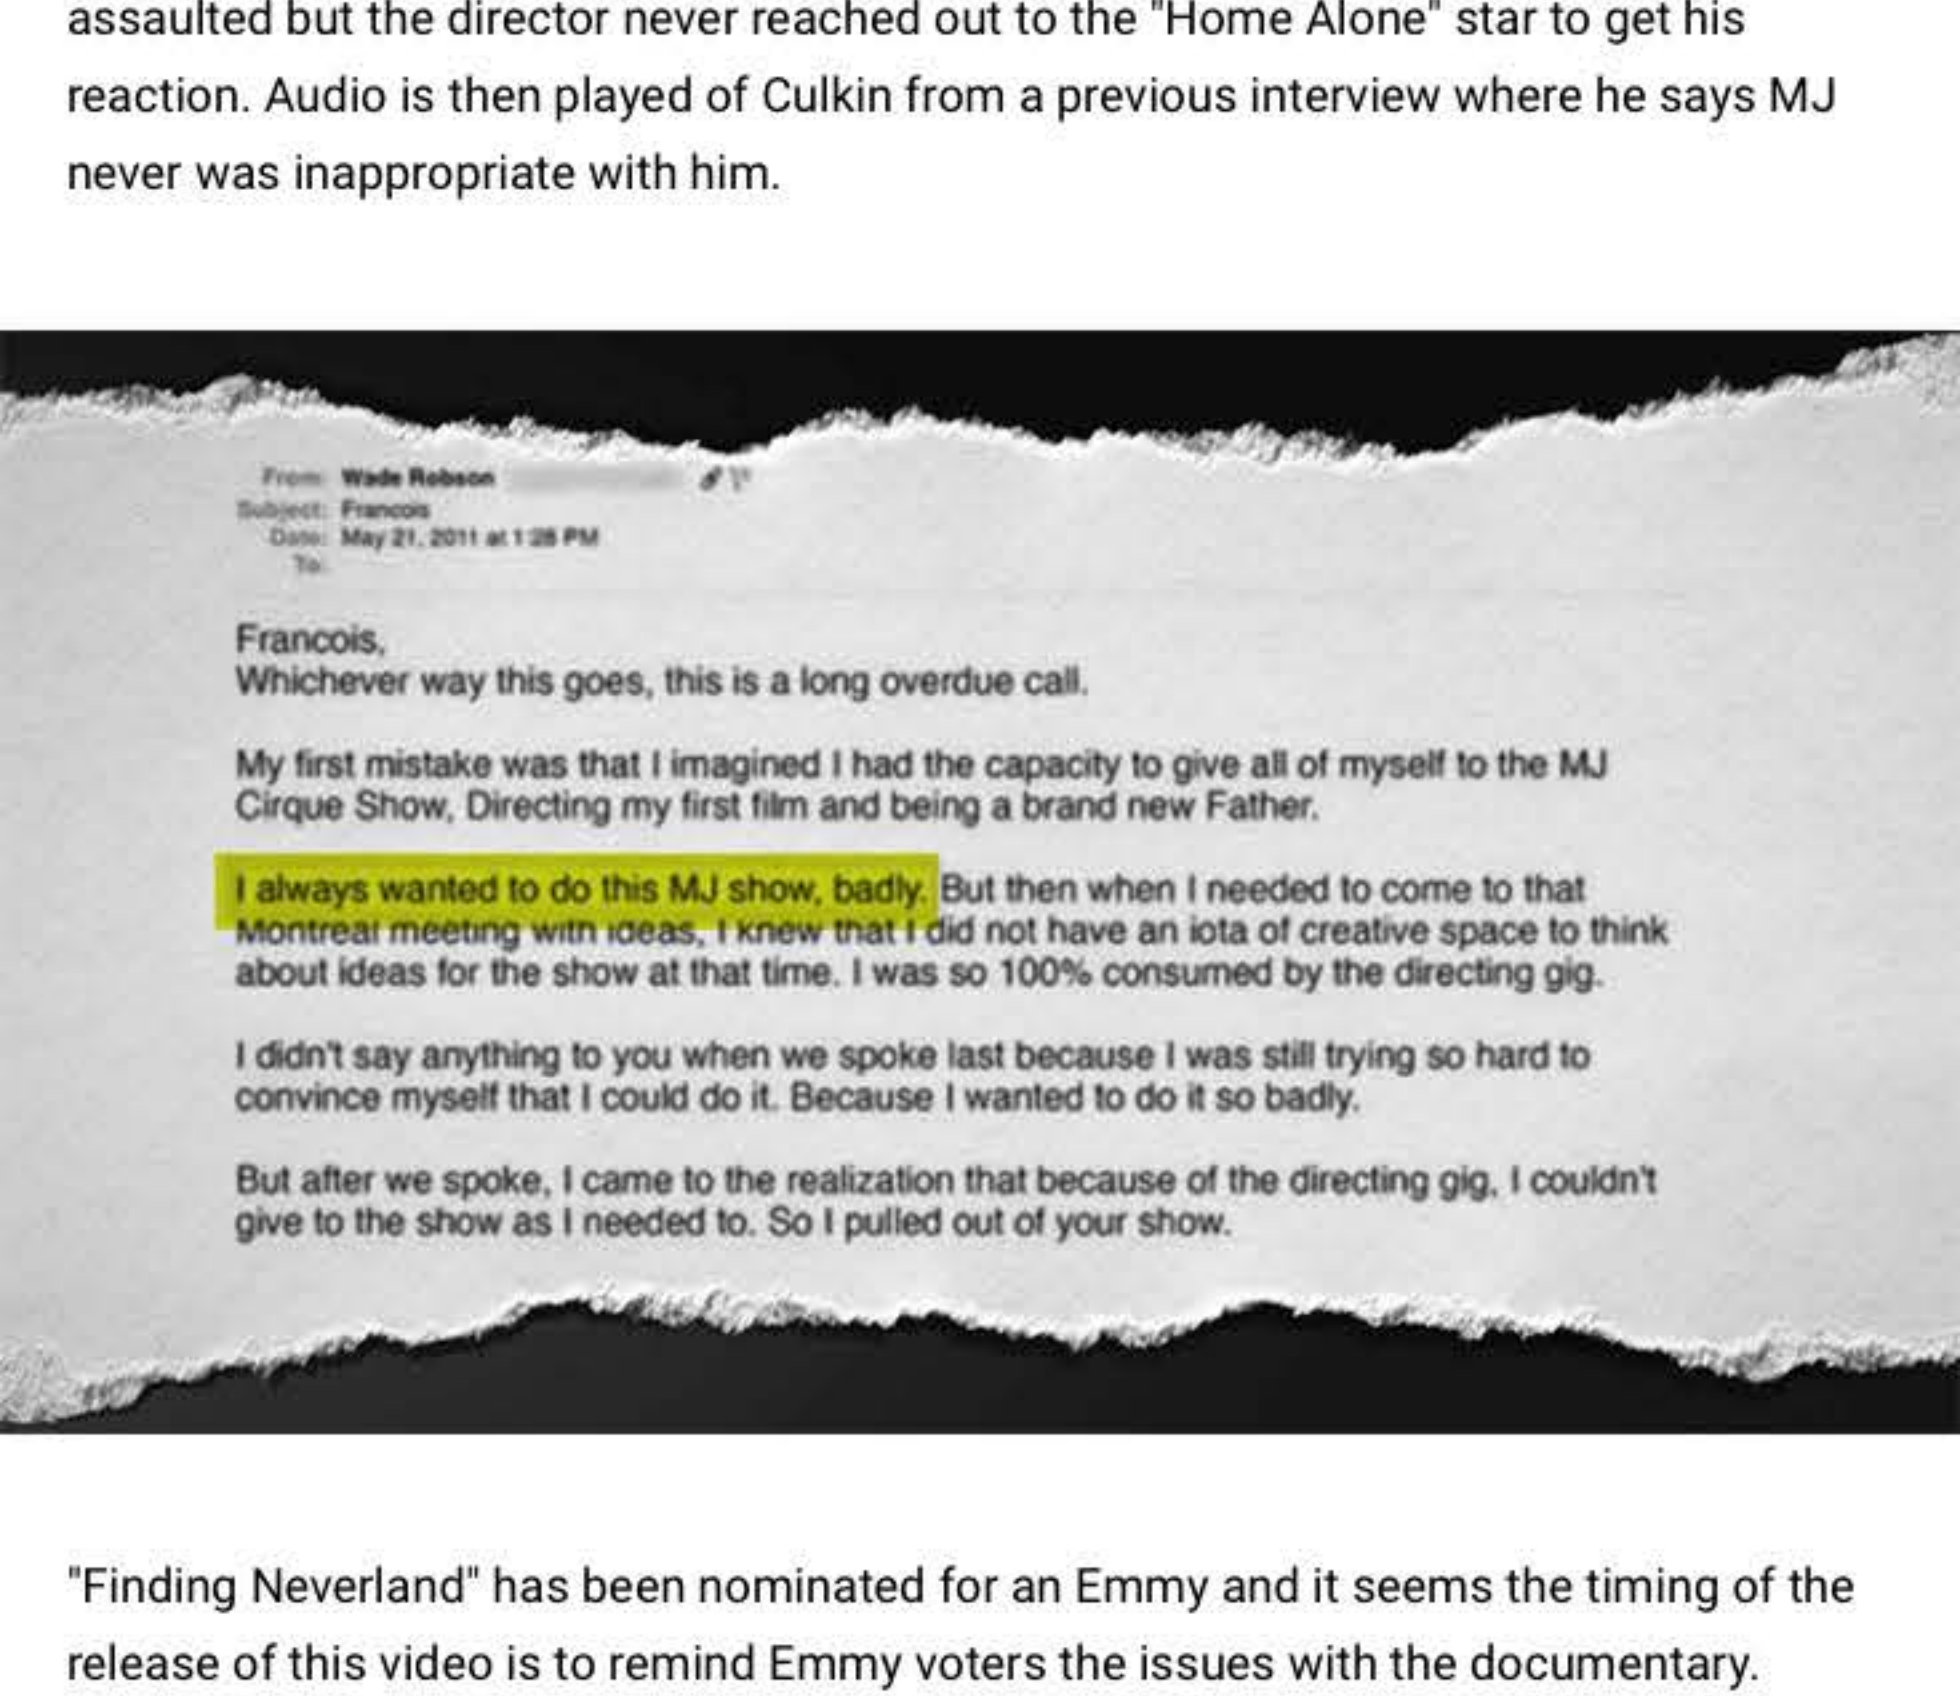 assaulted but the director never reached out to the "Home Alone" star to get his
reaction. Audio is then played of Culkin from a previous interview where he says MJ
never was inappropriate with him.
From: Wade Robson
Subject: Francois
Date: May 21, 2011 at 1:28 PM
To:
Francois,
Whichever way this goes, this is a long overdue call.
My first mistake was that I imagined I had the capacity to give all of myself to the MJ
Cirque Show, Directing my first film and being a brand new Father.
I always wanted to do this MJ show, badly. But then when I needed to come to that
Montreal meeting with ideas, I knew that I did not have an iota of creative space to think
about ideas for the show at that time. I was so 100% consumed by the directing gig.
I didn't say anything to you when we spoke last because I was still trying so hard to
convince myself that I could do it. Because I wanted to do it so badly.
But after we spoke, I came to the realization that because of the directing gig, I couldn't
give to the show as I needed to. So I pulled out of your show.
"Finding Neverland" has been nominated for an Emmy and it seems the timing of the
release of this video is to remind Emmy voters the issues with the documentary.